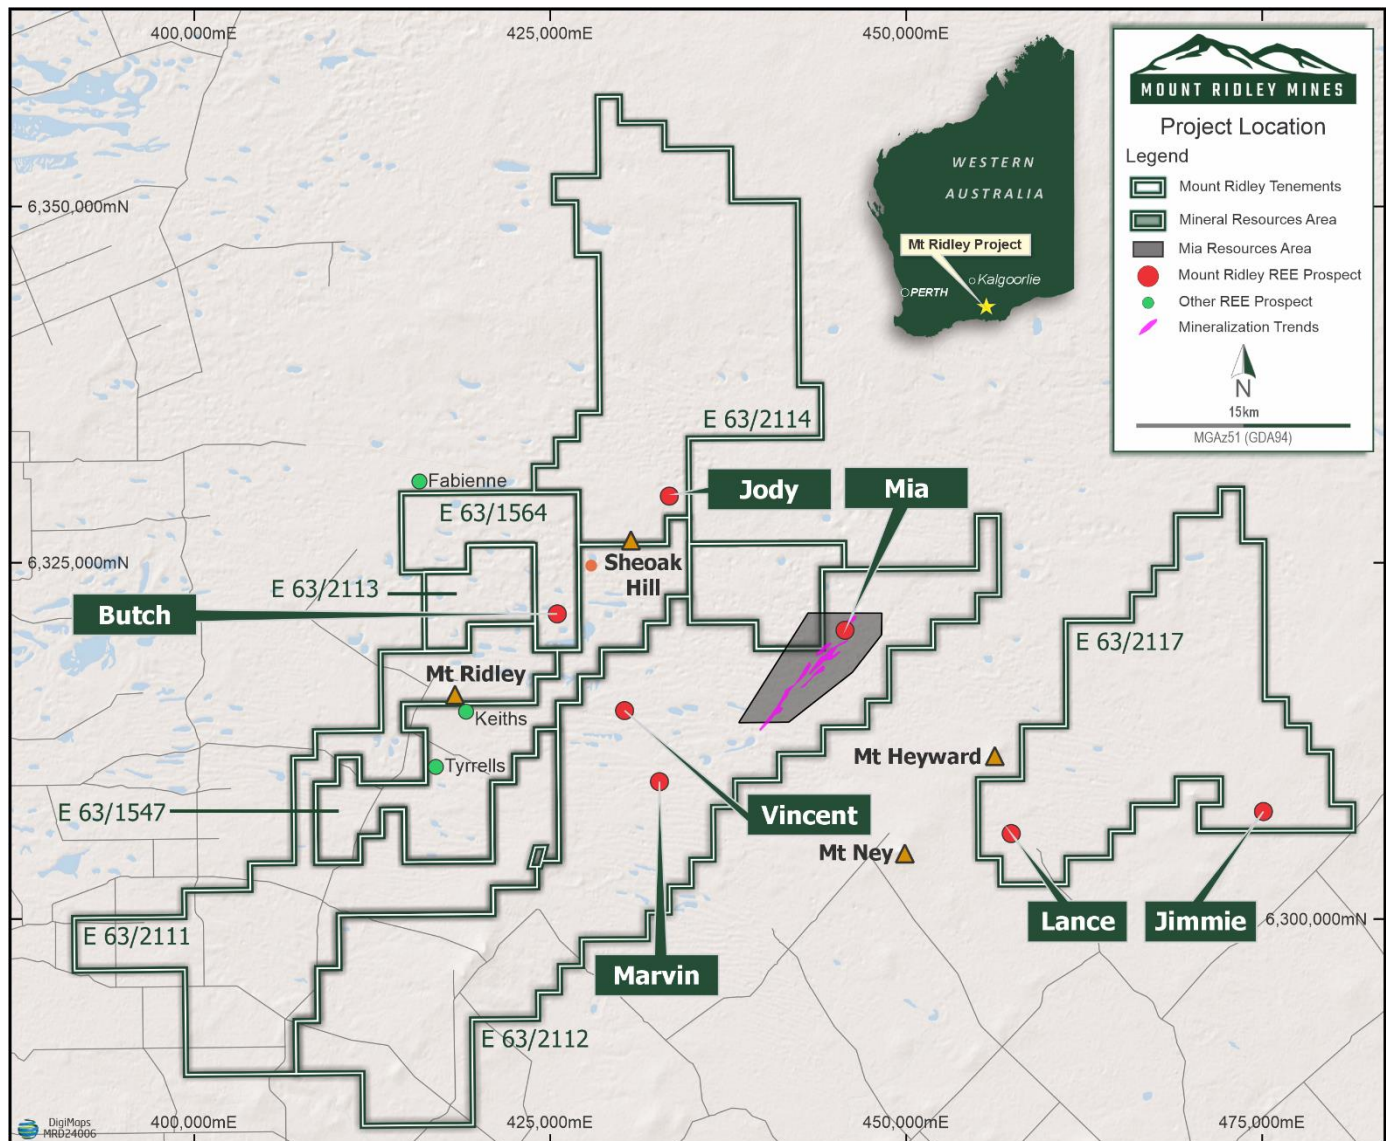 400,000mE
425,000mE
450,000mE
MOUNT RIDLEY MINES
Project Location
Legend
Mount Ridley Tenements
Mineral Resources Area
Mia Resources Area
Mount Ridley REE Prospect
Other REE Prospect
Mineralization Trends
N
15km
MGAz51 (GDA94)
WESTERN
AUSTRALIA
Mt Ridley Project
Kalgoorlie
PERTH
6,350,000mN
E 63/2114
Fabienne
Jody
Mia
E 63/1564
6,325,000mN
Sheoak
Hill
E 63/2113
Butch
E 63/2117
Mt Ridley
Keiths
Mt Heyward
Tyrrells
E 63/1547
Vincent
Mt Ney
Lance
Jimmie
6,300,000mN
E 63/2111
Marvin
E 63/2112
DigiMaps
MRD24006
400,000mE
425,000mE
450,000mE
475,000mE